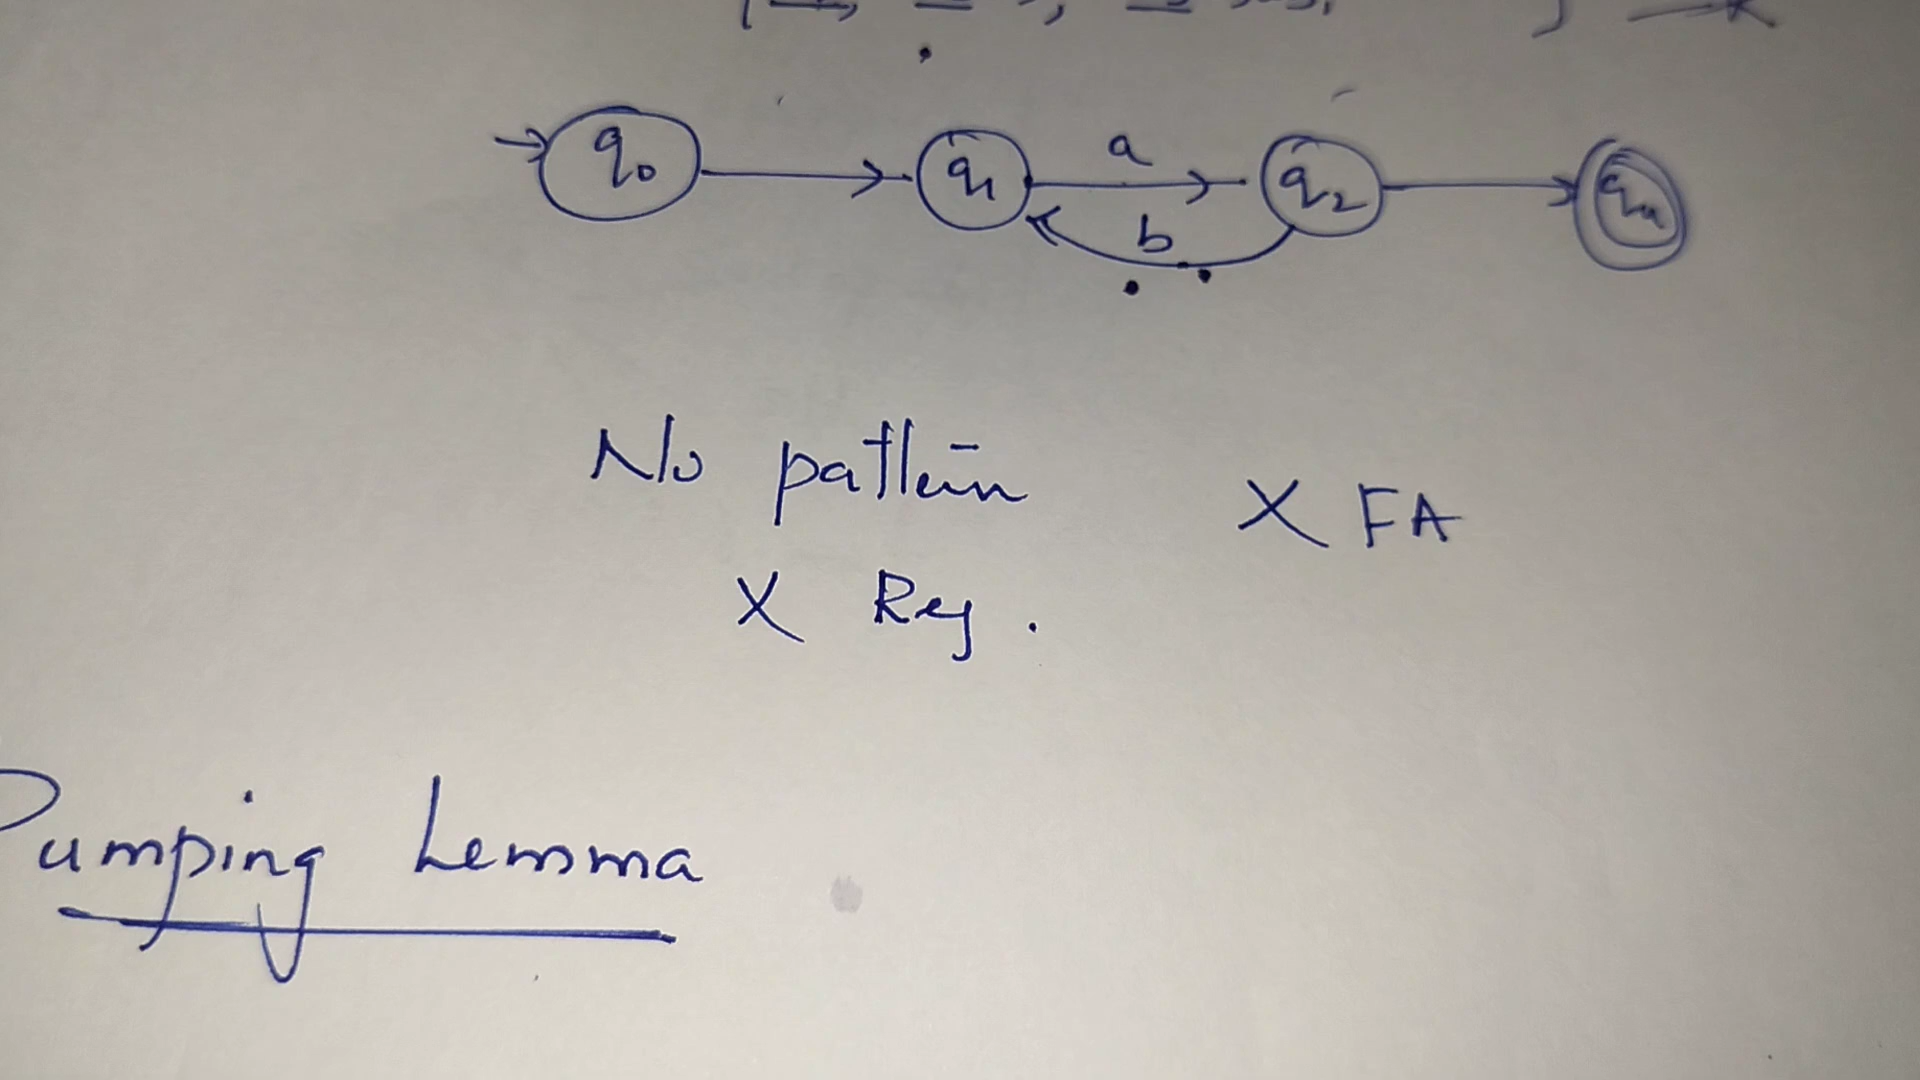 q₀ q₁ a q₂ qₙ
b
No pattern X FA
X Reg.
Pumping Lemma